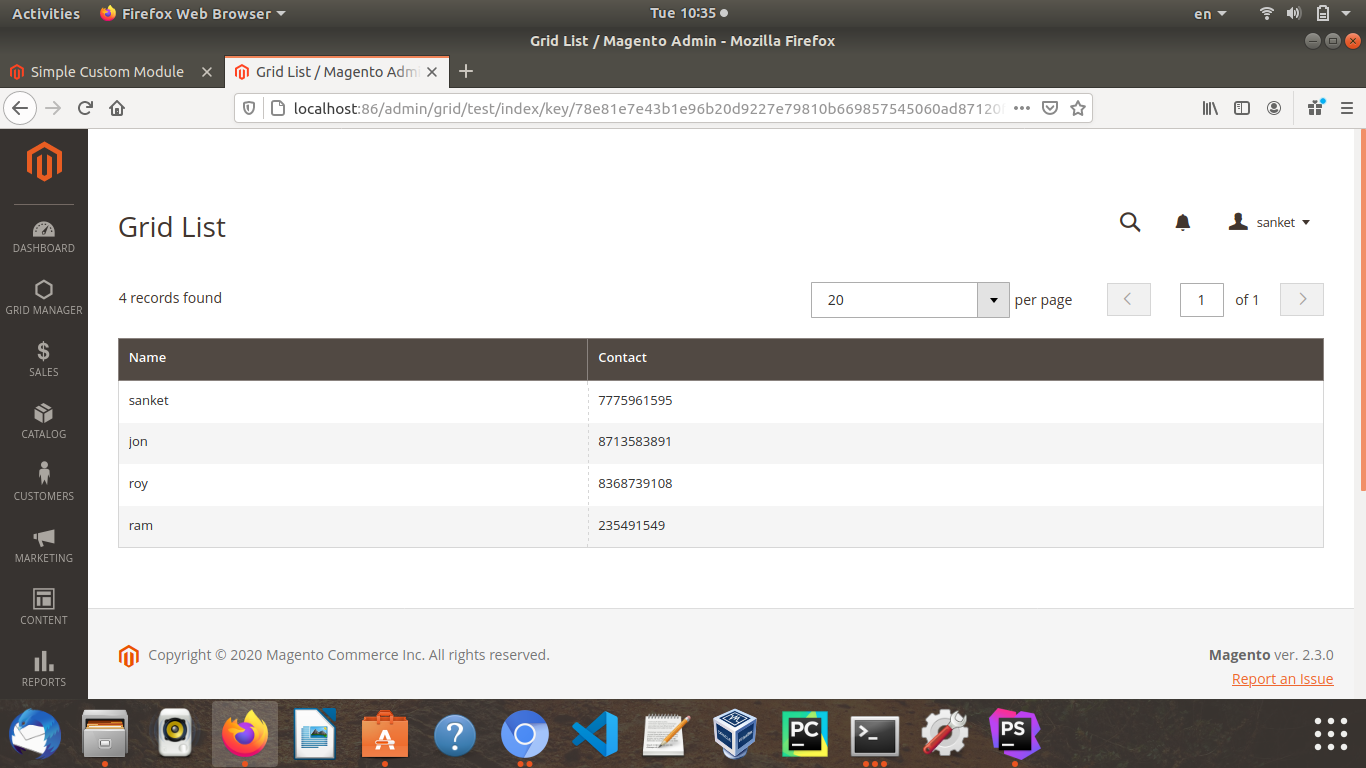 Activities Firefox Web Browser Tue 10:35 en
Grid List / Magento Admin - Mozilla Firefox
Simple Custom Module Grid List / Magento Adm
localhost:86/admin/grid/test/index/key/78e81e7e43b1e96b20d9227e79810b669857545060ad87120
Grid List
sanket
DASHBOARD
GRID MANAGER
SALES
CATALOG
CUSTOMERS
MARKETING
CONTENT
REPORTS
4 records found
20 per page 1 of 1
Name Contact
sanket 7775961595
jon 8713583891
roy 8368739108
ram 235491549
Copyright © 2020 Magento Commerce Inc. All rights reserved.
Magento ver. 2.3.0
Report an Issue
PC
PS